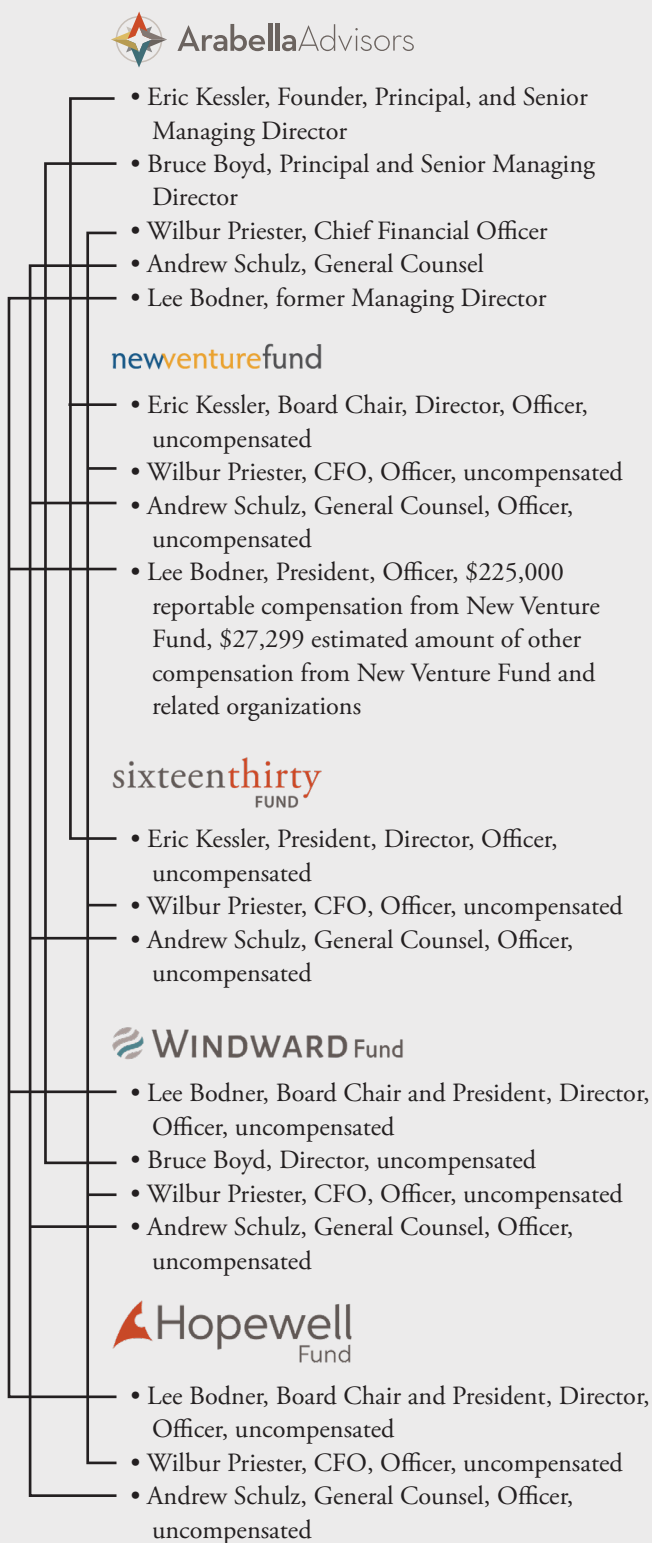 ArabellaAdvisors
• Eric Kessler, Founder, Principal, and Senior
Managing Director
• Bruce Boyd, Principal and Senior Managing
Director
• Wilbur Priester, Chief Financial Officer
• Andrew Schulz, General Counsel
• Lee Bodner, former Managing Director
newventurefund
• Eric Kessler, Board Chair, Director, Officer,
uncompensated
• Wilbur Priester, CFO, Officer, uncompensated
• Andrew Schulz, General Counsel, Officer,
uncompensated
• Lee Bodner, President, Officer, $225,000
reportable compensation from New Venture
Fund, $27,299 estimated amount of other
compensation from New Venture Fund and
related organizations
sixteenthirty
FUND
• Eric Kessler, President, Director, Officer,
uncompensated
• Wilbur Priester, CFO, Officer, uncompensated
• Andrew Schulz, General Counsel, Officer,
uncompensated
WINDWARD Fund
• Lee Bodner, Board Chair and President, Director,
Officer, uncompensated
• Bruce Boyd, Director, uncompensated
• Wilbur Priester, CFO, Officer, uncompensated
• Andrew Schulz, General Counsel, Officer,
uncompensated
Hopewell
Fund
• Lee Bodner, Board Chair and President, Director,
Officer, uncompensated
• Wilbur Priester, CFO, Officer, uncompensated
• Andrew Schulz, General Counsel, Officer,
uncompensated